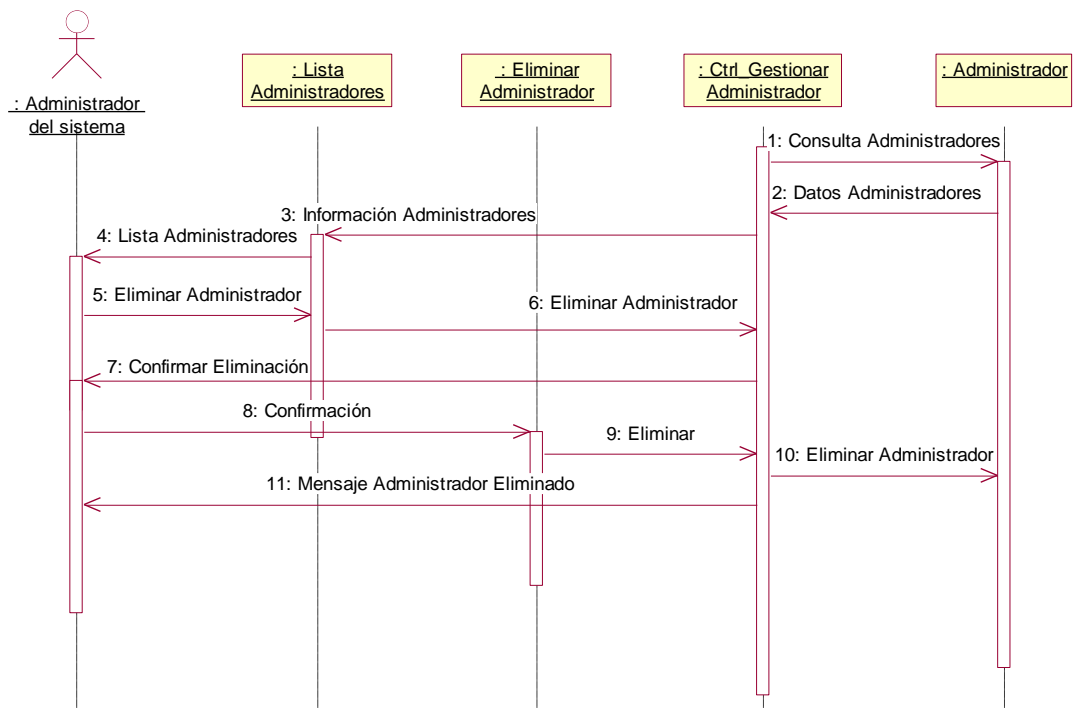 : Administrador
del sistema
: Lista
Administradores
: Eliminar
Administrador
: Ctrl_Gestionar
Administrador
: Administrador
1: Consulta Administradores
2: Datos Administradores
3: Información Administradores
4: Lista Administradores
5: Eliminar Administrador
6: Eliminar Administrador
7: Confirmar Eliminación
8: Confirmación
9: Eliminar
10: Eliminar Administrador
11: Mensaje Administrador Eliminado